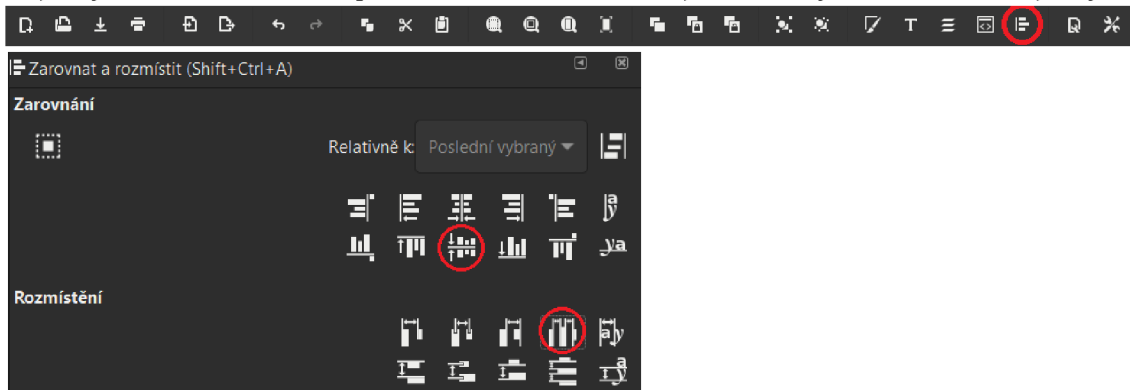 Zarovnat a rozmístit (Shift+Ctrl+A)
Zarovnání
Relativně k: Poslední vybraný
Rozmístění